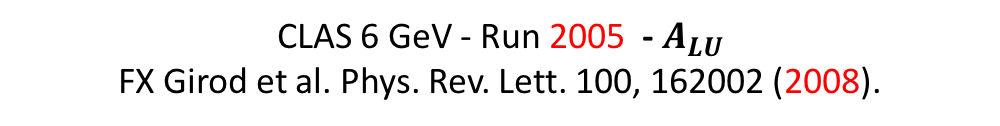 CLAS 6 GeV - Run 2005 - A_LU
FX Girod et al. Phys. Rev. Lett. 100, 162002 (2008).